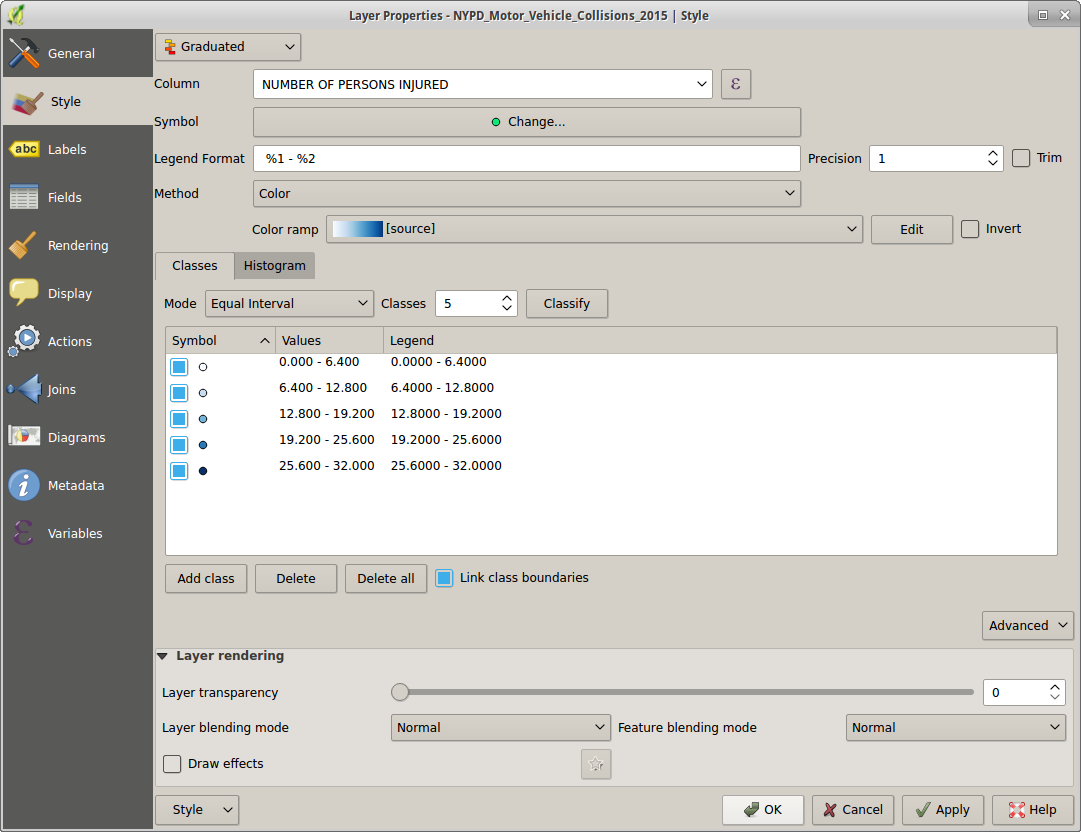 Layer Properties - NYPD_Motor_Vehicle_Collisions_2015 | Style
General
Style
abc Labels
Fields
Rendering
Display
Actions
Joins
Diagrams
Metadata
Variables
Graduated
Column NUMBER OF PERSONS INJURED ε
Symbol Change...
Legend Format %1 - %2 Precision 1 Trim
Method Color
Color ramp [source] Edit Invert
Classes Histogram
Mode Equal Interval Classes 5 Classify
Symbol Values Legend
0.000 - 6.400 0.0000 - 6.4000
6.400 - 12.800 6.4000 - 12.8000
12.800 - 19.200 12.8000 - 19.2000
19.200 - 25.600 19.2000 - 25.6000
25.600 - 32.000 25.6000 - 32.0000
Add class Delete Delete all Link class boundaries
Advanced
Layer rendering
Layer transparency 0
Layer blending mode Normal Feature blending mode Normal
Draw effects
Style OK Cancel Apply Help